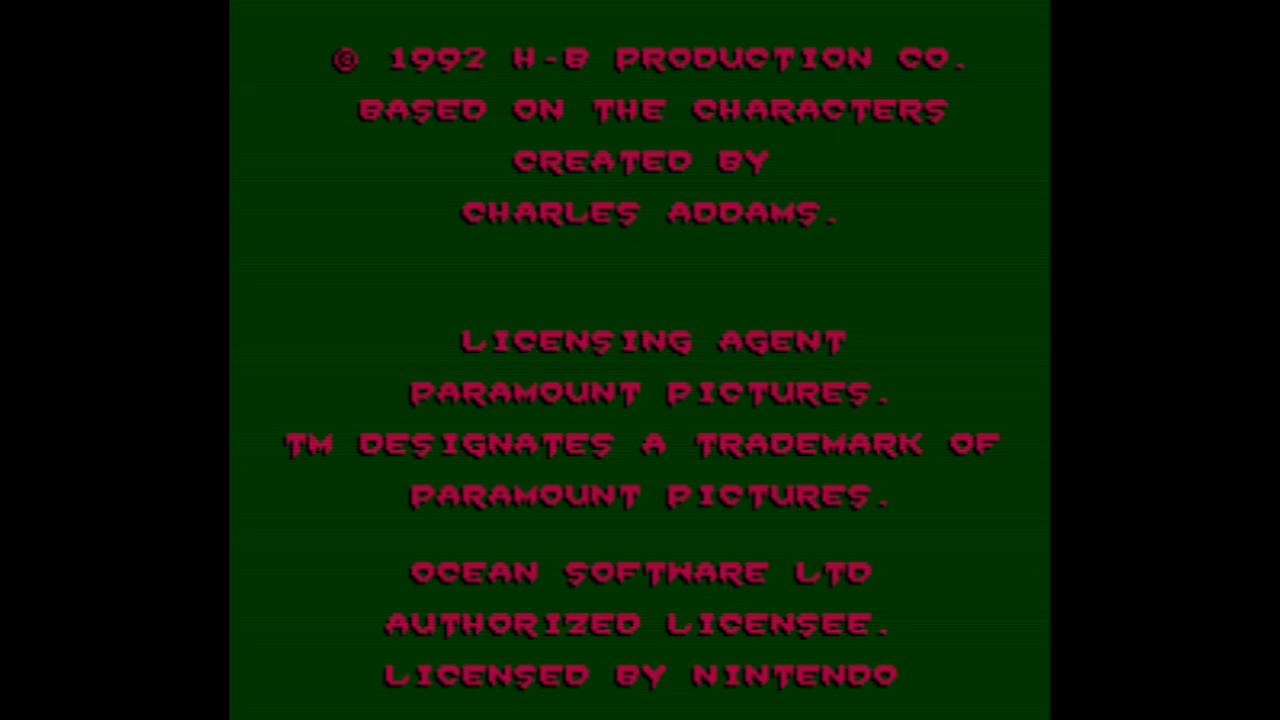 © 1992 H-B PRODUCTION CO.
BASED ON THE CHARACTERS
CREATED BY
CHARLES ADDAMS.
LICENSING AGENT
PARAMOUNT PICTURES.
TM DESIGNATES A TRADEMARK OF
PARAMOUNT PICTURES.
OCEAN SOFTWARE LTD
AUTHORIZED LICENSEE.
LICENSED BY NINTENDO